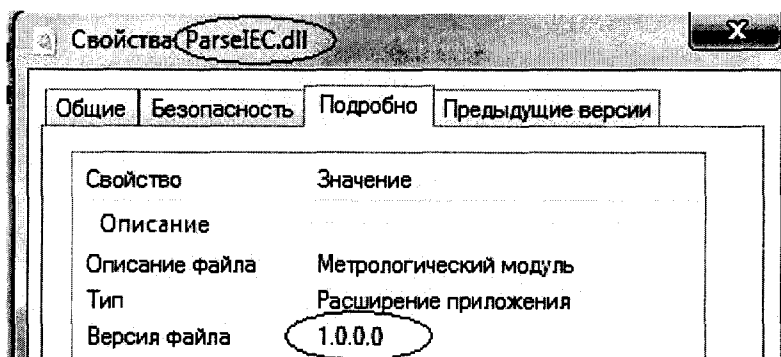 Свойства: ParseIEC.dll
Общие Безопасность Подробно Предыдущие версии
Свойство Значение
Описание
Описание файла Метрологический модуль
Тип Расширение приложения
Версия файла 1.0.0.0